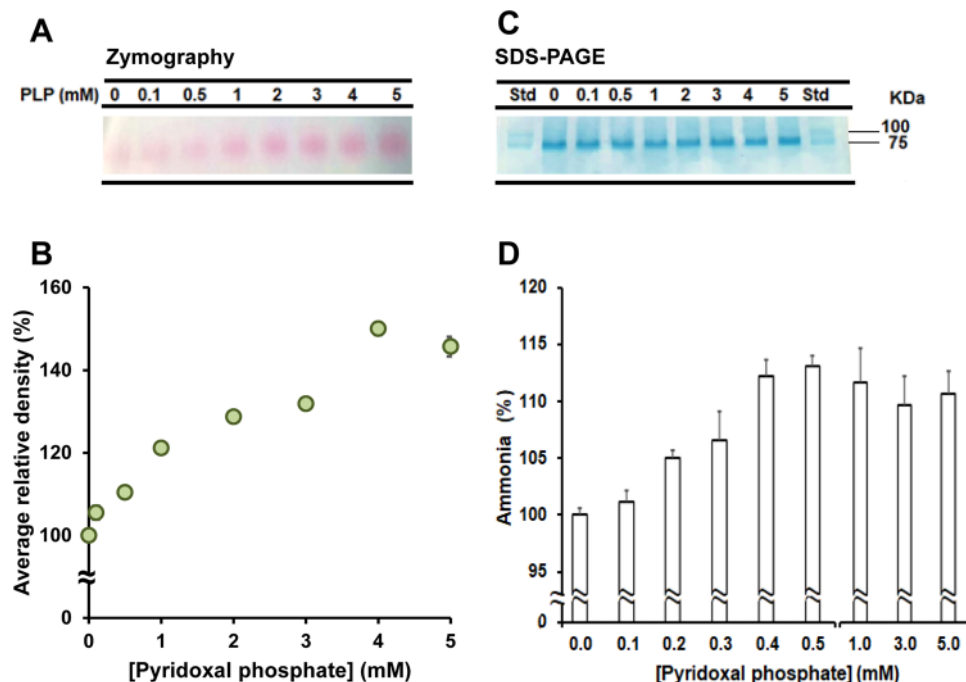 A
Zymography
PLP (mM) 0 0.1 0.5 1 2 3 4 5
C
SDS-PAGE
Std 0 0.1 0.5 1 2 3 4 5 Std KDa
100
75
B
Average relative density (%)
160
140
120
100
0
0 1 2 3 4 5
[Pyridoxal phosphate] (mM)
D
Ammonia (%)
120
115
110
105
100
95
0
0.0 0.1 0.2 0.3 0.4 0.5 1.0 3.0 5.0
[Pyridoxal phosphate] (mM)